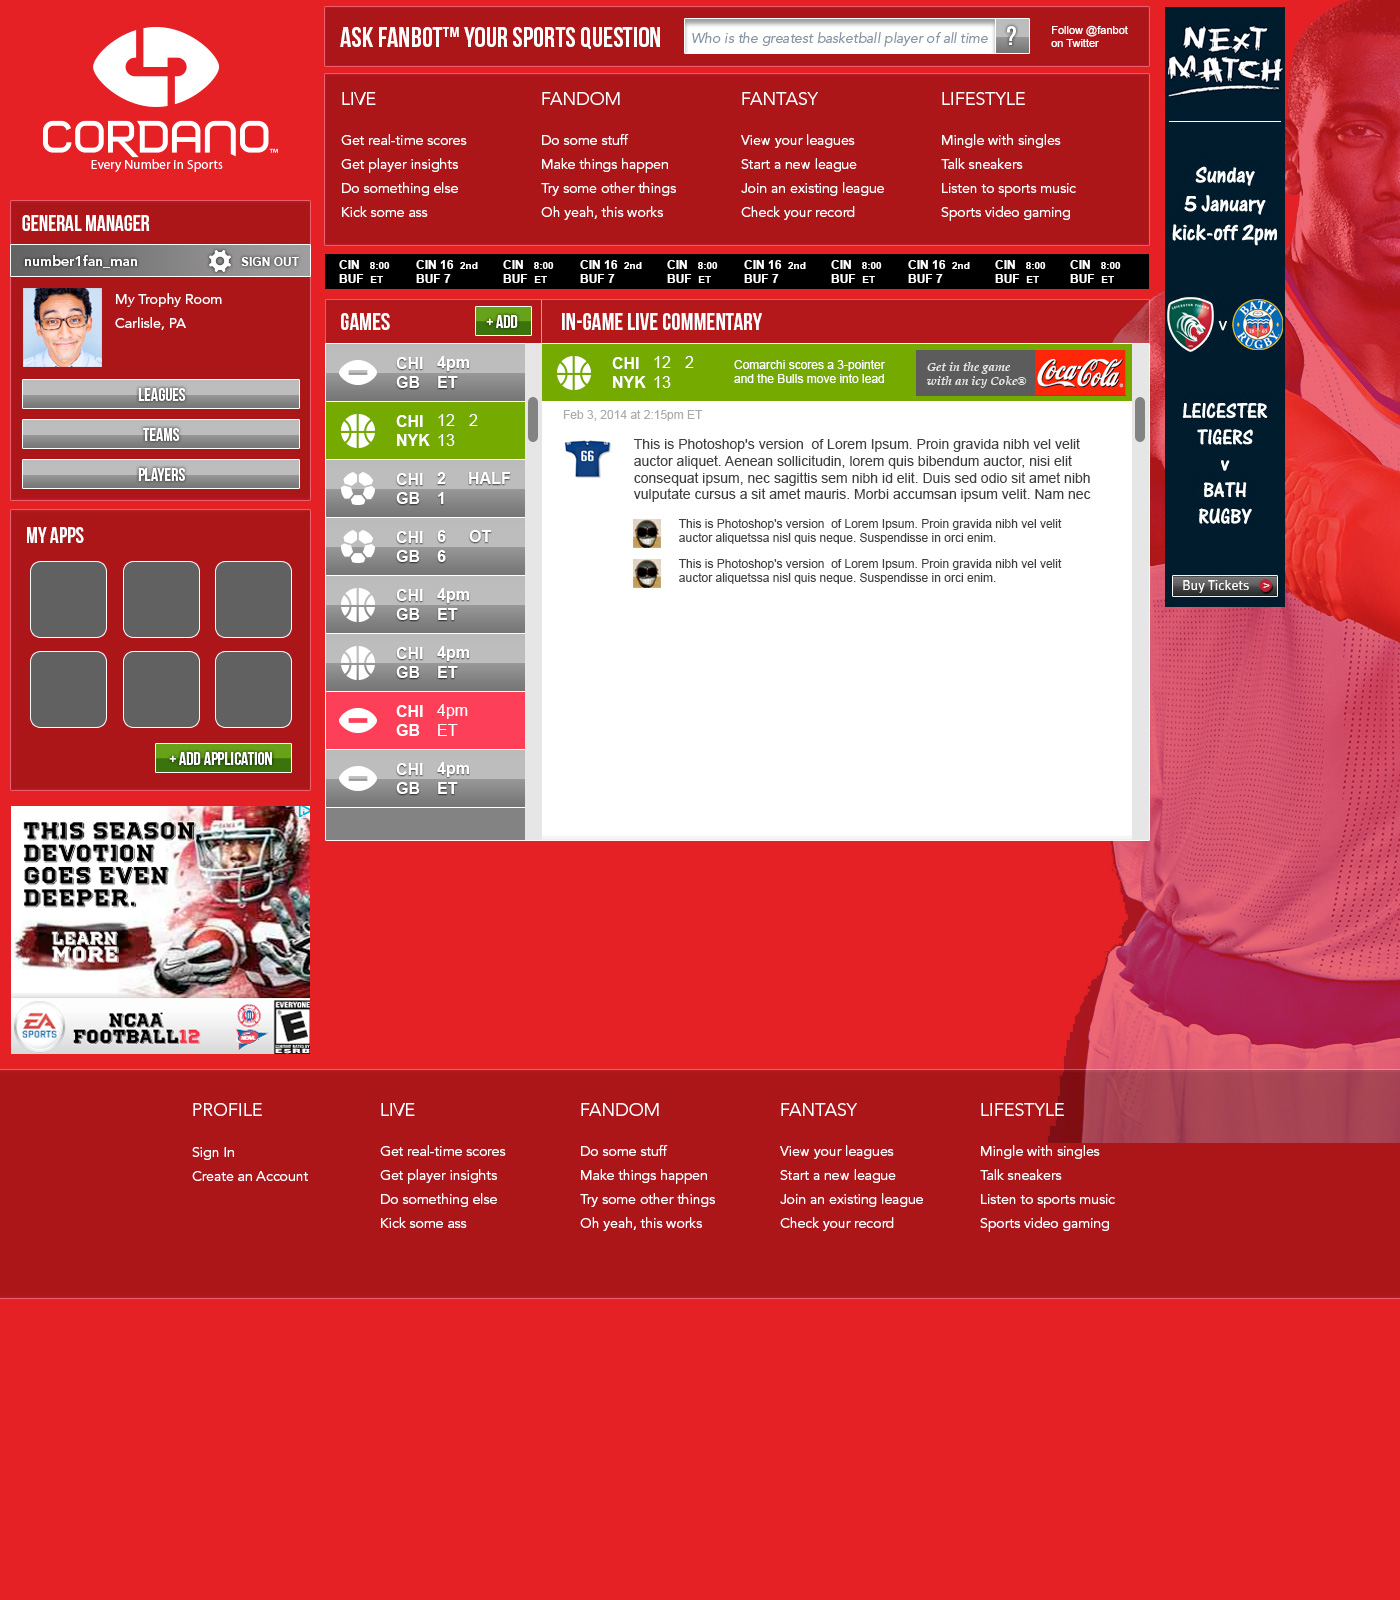 CORDANO™
Every Number In Sports
GENERAL MANAGER
number1fan_man SIGN OUT
My Trophy Room
Carlisle, PA
LEAGUES
TEAMS
PLAYERS
MY APPS
+ ADD APPLICATION
THIS SEASON,
DEVOTION
GOES EVEN
DEEPER.
LEARN
MORE
EA
SPORTS
NCAA
FOOTBALL 12
EVERYONE
E
ESRB
ASK FANBOT™ YOUR SPORTS QUESTION
Who is the greatest basketball player of all time
?
Follow @fanbot
on Twitter
LIVE
Get real-time scores
Get player insights
Do something else
Kick some ass
FANDOM
Do some stuff
Make things happen
Try some other things
Oh yeah, this works
FANTASY
View your leagues
Start a new league
Join an existing league
Check your record
LIFESTYLE
Mingle with singles
Talk sneakers
Listen to sports music
Sports video gaming
CIN 8:00 CIN 16 2nd CIN 8:00 CIN 16 2nd CIN 8:00 CIN 16 2nd CIN 8:00 CIN 16 2nd CIN 8:00 CIN 8:00
BUF ET BUF 7 BUF ET BUF 7 BUF ET BUF 7 BUF ET BUF 7 BUF ET BUF ET
GAMES
+ ADD
CHI 4pm
GB ET
CHI 12 2
NYK 13
CHI 2 HALF
GB 1
CHI 6 OT
GB 6
CHI 4pm
GB ET
CHI 4pm
GB ET
CHI 4pm
GB ET
CHI 4pm
GB ET
IN-GAME LIVE COMMENTARY
CHI 12 2
NYK 13
Comarchi scores a 3-pointer
and the Bulls move into lead
Get in the game
with an icy Coke®
Coca-Cola
Feb 3, 2014 at 2:15pm ET
66
This is Photoshop's version  of Lorem Ipsum. Proin gravida nibh vel velit
auctor aliquet. Aenean sollicitudin, lorem quis bibendum auctor, nisi elit
consequat ipsum, nec sagittis sem nibh id elit. Duis sed odio sit amet nibh
vulputate cursus a sit amet mauris. Morbi accumsan ipsum velit. Nam nec
This is Photoshop's version  of Lorem Ipsum. Proin gravida nibh vel velit
auctor aliquetssa nisl quis neque. Suspendisse in orci enim.
This is Photoshop's version  of Lorem Ipsum. Proin gravida nibh vel velit
auctor aliquetssa nisl quis neque. Suspendisse in orci enim.
NEXT
MATCH
Sunday
5 January
kick-off 2pm
v
BATH
RUGBY
LEICESTER
TIGERS
v
BATH
RUGBY
Buy Tickets >
PROFILE
Sign In
Create an Account
LIVE
Get real-time scores
Get player insights
Do something else
Kick some ass
FANDOM
Do some stuff
Make things happen
Try some other things
Oh yeah, this works
FANTASY
View your leagues
Start a new league
Join an existing league
Check your record
LIFESTYLE
Mingle with singles
Talk sneakers
Listen to sports music
Sports video gaming